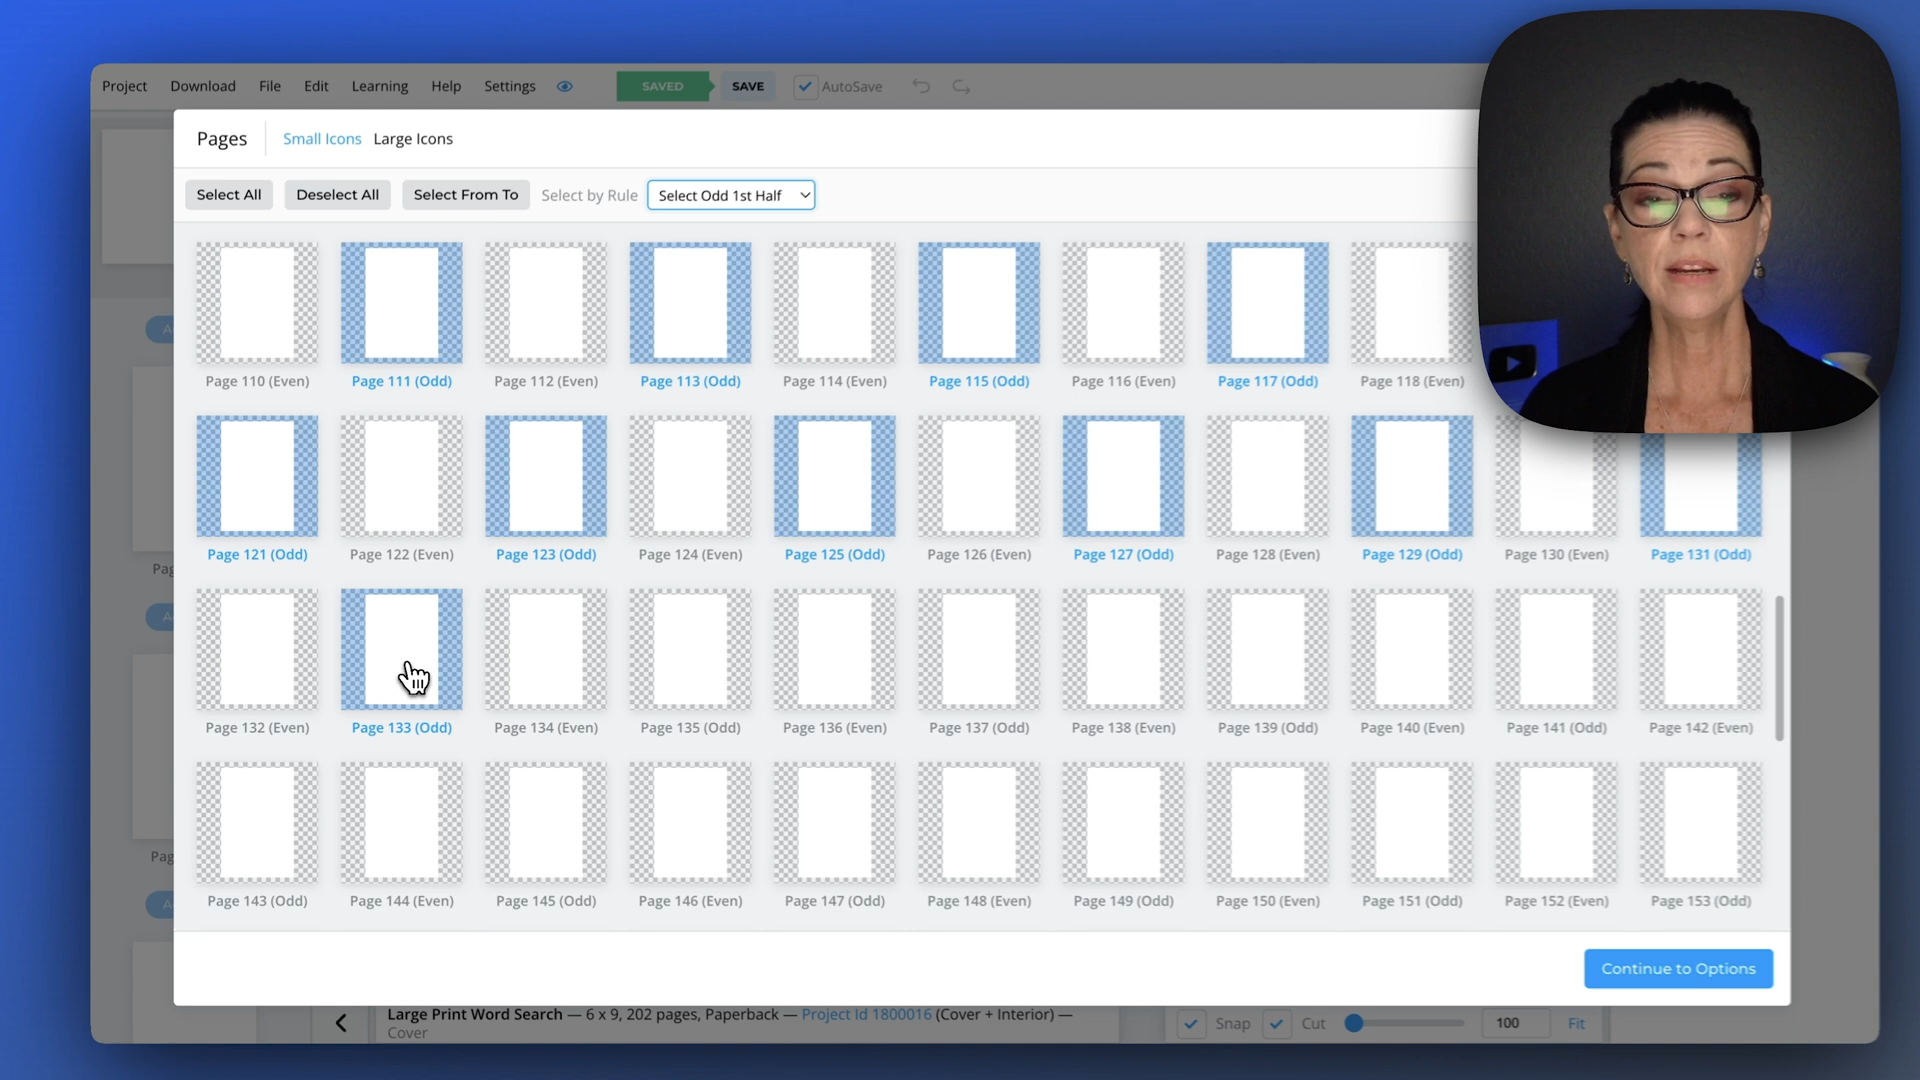 Project Download File Edit Learning Help Settings SAVED SAVE AutoSave
Pages Small Icons Large Icons
Select All Deselect All Select From To Select by Rule Select Odd 1st Half
Page 110 (Even) Page 111 (Odd) Page 112 (Even) Page 113 (Odd) Page 114 (Even) Page 115 (Odd) Page 116 (Even) Page 117 (Odd) Page 118 (Even)
Page 121 (Odd) Page 122 (Even) Page 123 (Odd) Page 124 (Even) Page 125 (Odd) Page 126 (Even) Page 127 (Odd) Page 128 (Even) Page 129 (Odd) Page 130 (Even) Page 131 (Odd)
Page 132 (Even) Page 133 (Odd) Page 134 (Even) Page 135 (Odd) Page 136 (Even) Page 137 (Odd) Page 138 (Even) Page 139 (Odd) Page 140 (Even) Page 141 (Odd) Page 142 (Even)
Page 143 (Odd) Page 144 (Even) Page 145 (Odd) Page 146 (Even) Page 147 (Odd) Page 148 (Even) Page 149 (Odd) Page 150 (Even) Page 151 (Odd) Page 152 (Even) Page 153 (Odd)
Continue to Options
Large Print Word Search — 6 x 9, 202 pages, Paperback — Project Id 1800016 (Cover + Interior) —
Cover
Snap Cut 100 Fit